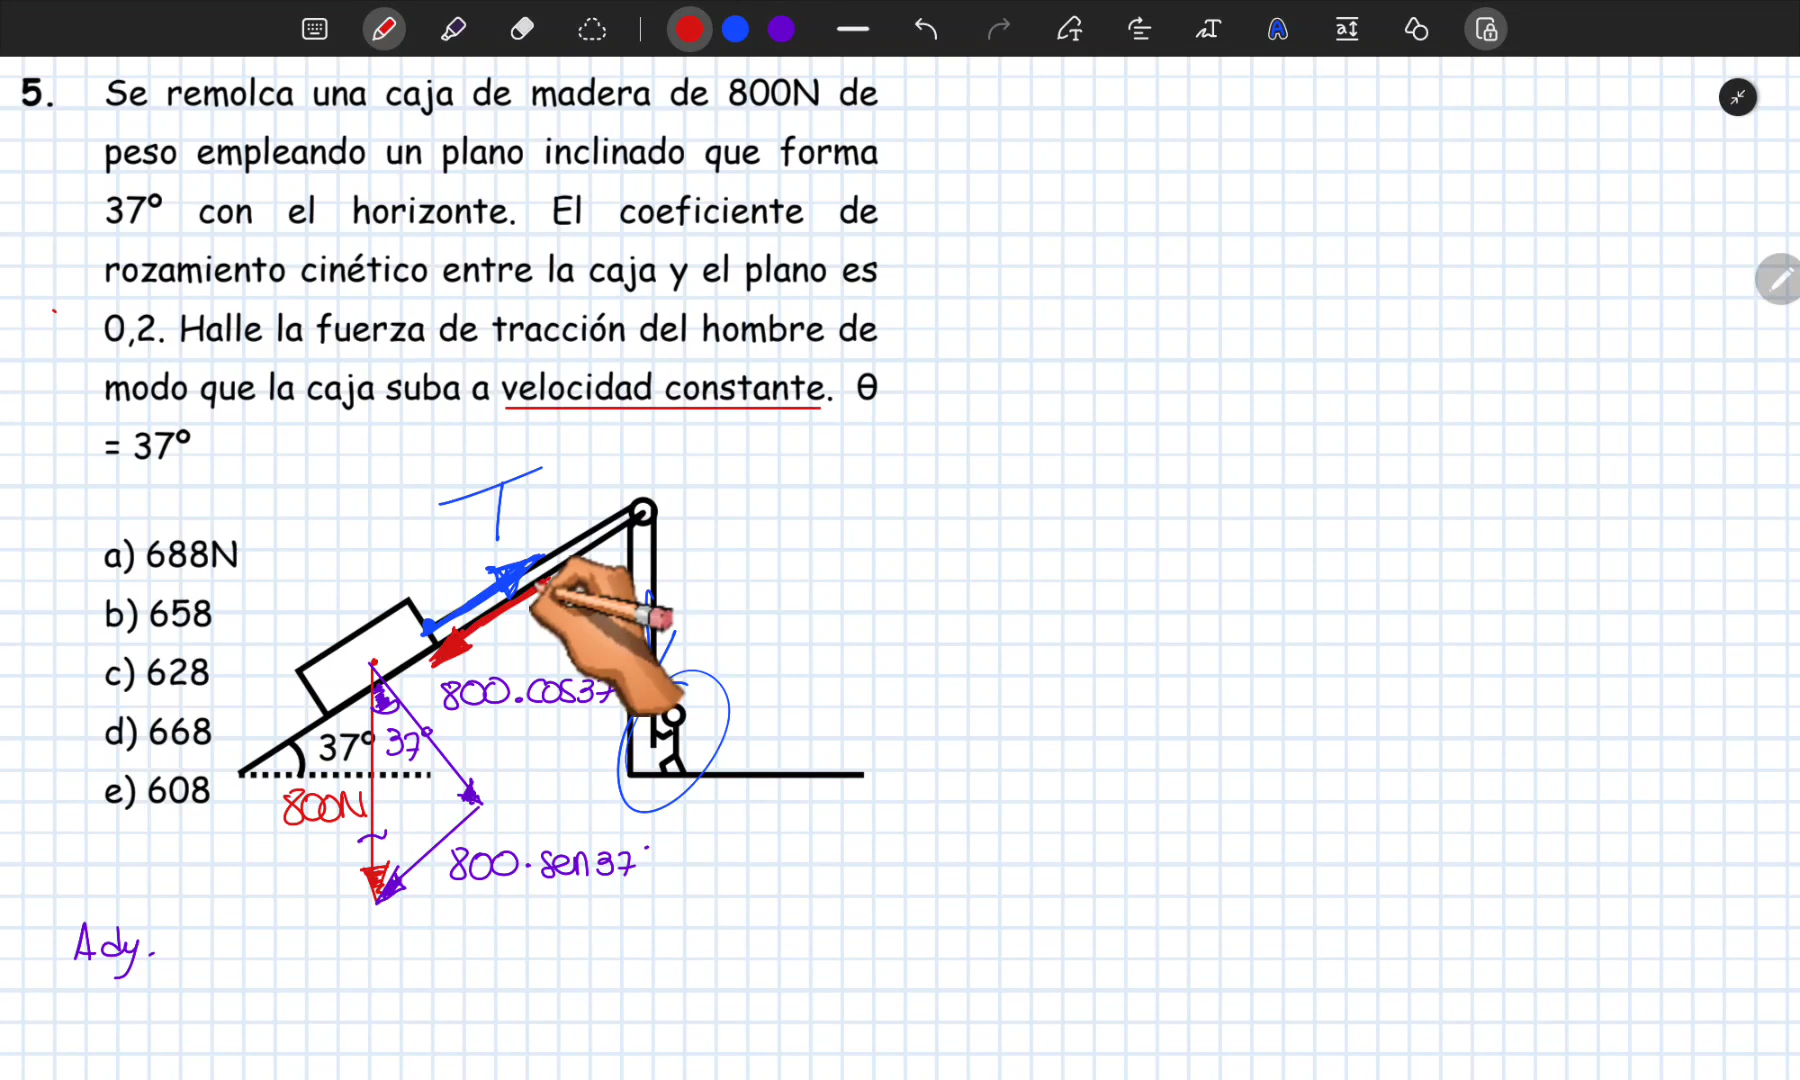 5. Se remolca una caja de madera de 800N de
peso empleando un plano inclinado que forma
37º con el horizonte. El coeficiente de
rozamiento cinético entre la caja y el plano es
0,2. Halle la fuerza de tracción del hombre de
modo que la caja suba a velocidad constante. θ
= 37º
T
a) 688N
b) 658
c) 628
d) 668
e) 608
800.cos37
37º
37°
800N
800.sen37°
Ady.